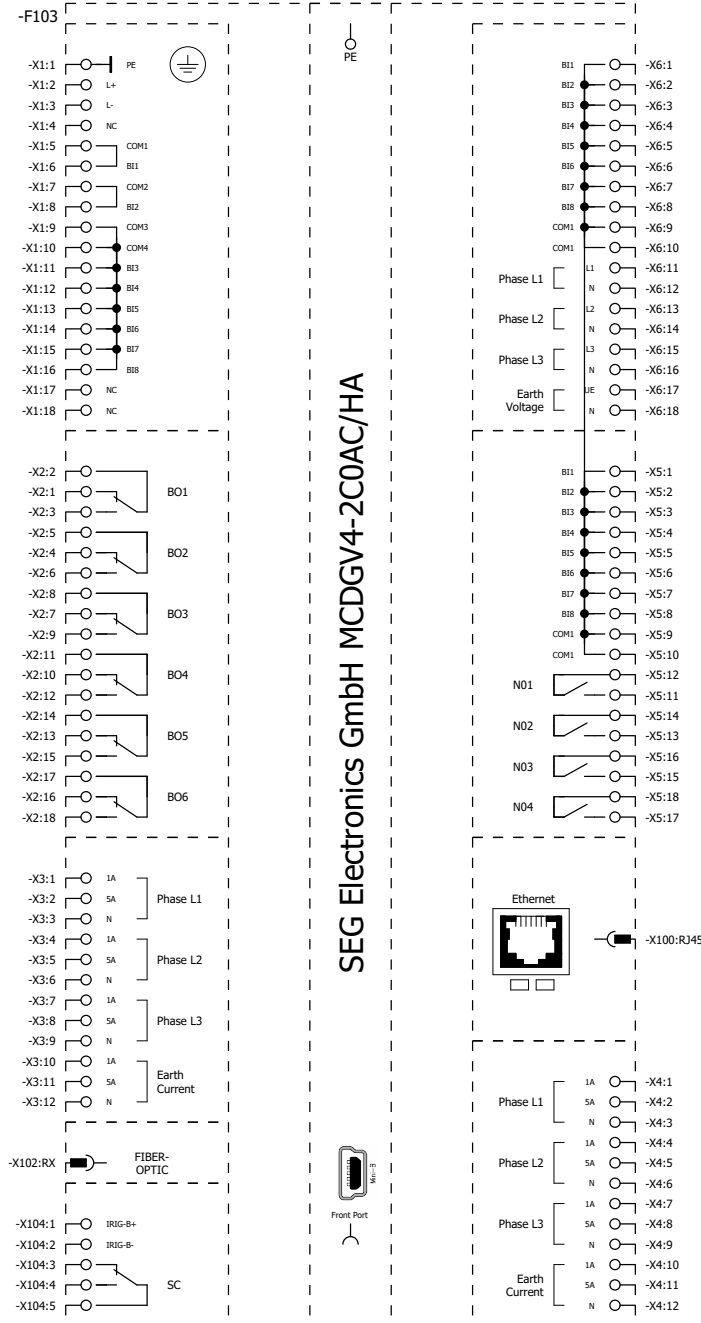 -F103
-X1:1 PE
-X1:2 L+
-X1:3 L-
-X1:4 NC
-X1:5 COM1
-X1:6 BI1
-X1:7 COM2
-X1:8 BI2
-X1:9 COM3
-X1:10 COM4
-X1:11 BI3
-X1:12 BI4
-X1:13 BI5
-X1:14 BI6
-X1:15 BI7
-X1:16 BI8
-X1:17 NC
-X1:18 NC
-X2:2
-X2:1 BO1
-X2:3
-X2:5
-X2:4 BO2
-X2:6
-X2:8
-X2:7 BO3
-X2:9
-X2:11
-X2:10 BO4
-X2:12
-X2:14
-X2:13 BO5
-X2:15
-X2:17
-X2:16 BO6
-X2:18
-X3:1 1A
-X3:2 5A Phase L1
-X3:3 N
-X3:4 1A
-X3:5 5A Phase L2
-X3:6 N
-X3:7 1A
-X3:8 5A Phase L3
-X3:9 N
-X3:10 1A
-X3:11 5A Earth Current
-X3:12 N
-X102:RX FIBER-
OPTIC
-X104:1 IRIG-B+
-X104:2 IRIG-B-
-X104:3
-X104:4 SC
-X104:5
PE
SEG Electronics GmbH MCDGV4-2C0AC/HA
Mini-B
Front Port
BI1 -X6:1
BI2 -X6:2
BI3 -X6:3
BI4 -X6:4
BI5 -X6:5
BI6 -X6:6
BI7 -X6:7
BI8 -X6:8
COM1 -X6:9
COM1 -X6:10
Phase L1 L1 -X6:11
N -X6:12
Phase L2 L2 -X6:13
N -X6:14
Phase L3 L3 -X6:15
N -X6:16
Earth Voltage UE -X6:17
N -X6:18
BI1 -X5:1
BI2 -X5:2
BI3 -X5:3
BI4 -X5:4
BI5 -X5:5
BI6 -X5:6
BI7 -X5:7
BI8 -X5:8
COM1 -X5:9
COM1 -X5:10
N01 -X5:12
-X5:11
N02 -X5:14
-X5:13
N03 -X5:16
-X5:15
N04 -X5:18
-X5:17
Ethernet
-X100:RJ45
1A -X4:1
Phase L1 5A -X4:2
N -X4:3
1A -X4:4
Phase L2 5A -X4:5
N -X4:6
1A -X4:7
Phase L3 5A -X4:8
N -X4:9
1A -X4:10
Earth Current 5A -X4:11
N -X4:12